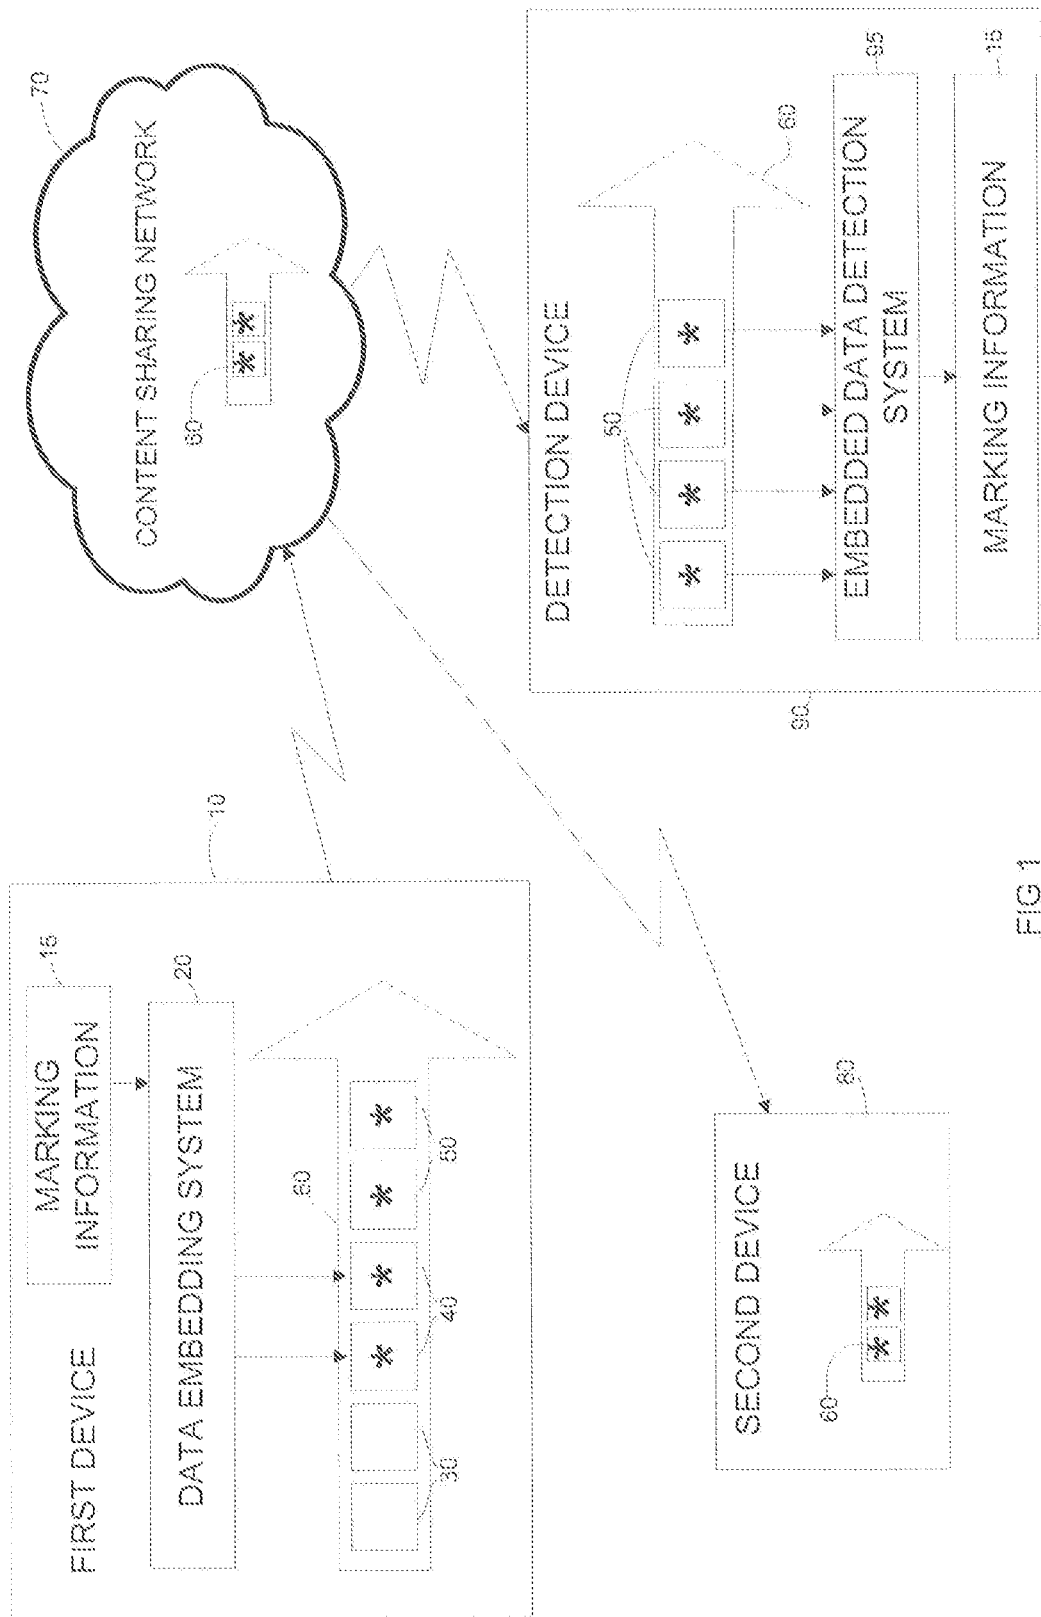 FIRST DEVICE
MARKING
INFORMATION
15
DATA EMBEDDING SYSTEM
20
60
30
40
50
10
CONTENT SHARING NETWORK
70
60
SECOND DEVICE
60
80
DETECTION DEVICE
50
60
EMBEDDED DATA DETECTION
SYSTEM
95
MARKING INFORMATION
15
90
FIG 1